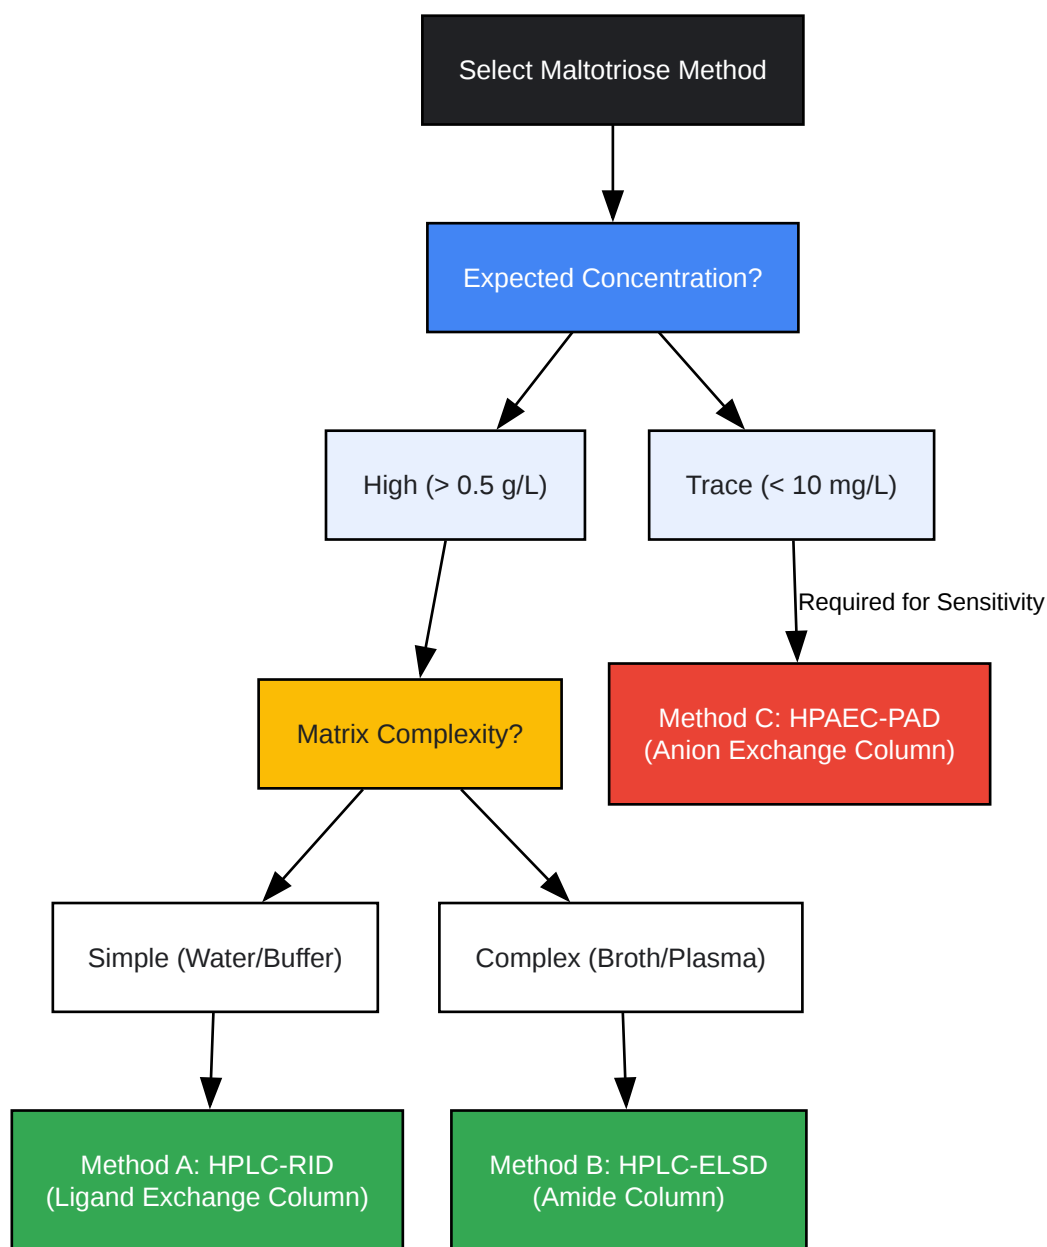 Select Maltotriose Method
Expected Concentration?
High (> 0.5 g/L)
Trace (< 10 mg/L)
Required for Sensitivity
Matrix Complexity?
Method C: HPAEC-PAD
(Anion Exchange Column)
Simple (Water/Buffer)
Complex (Broth/Plasma)
Method A: HPLC-RID
(Ligand Exchange Column)
Method B: HPLC-ELSD
(Amide Column)